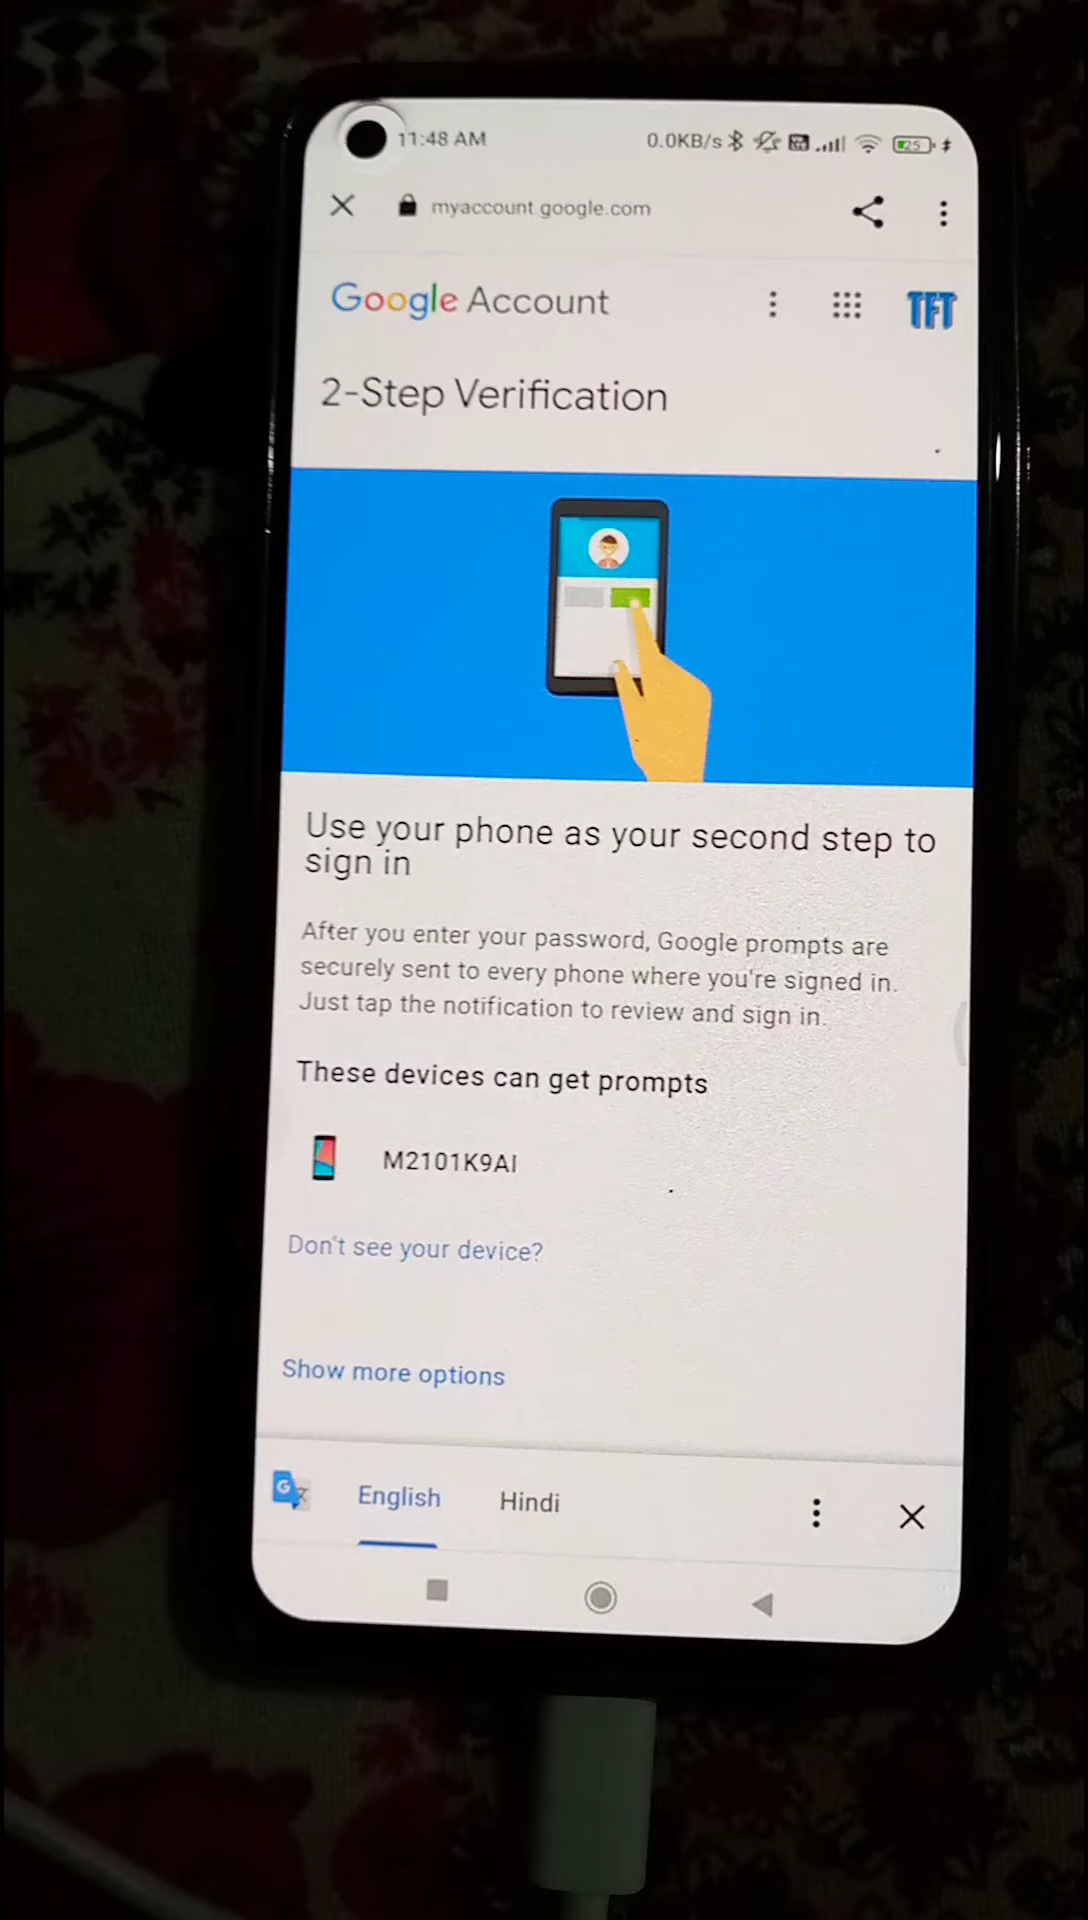 11:48 AM 0.0KB/s 25
myaccount.google.com
Google Account TFT
2-Step Verification
Use your phone as your second step to
sign in
After you enter your password, Google prompts are
securely sent to every phone where you're signed in.
Just tap the notification to review and sign in.
These devices can get prompts
M2101K9AI
Don't see your device?
Show more options
G English Hindi